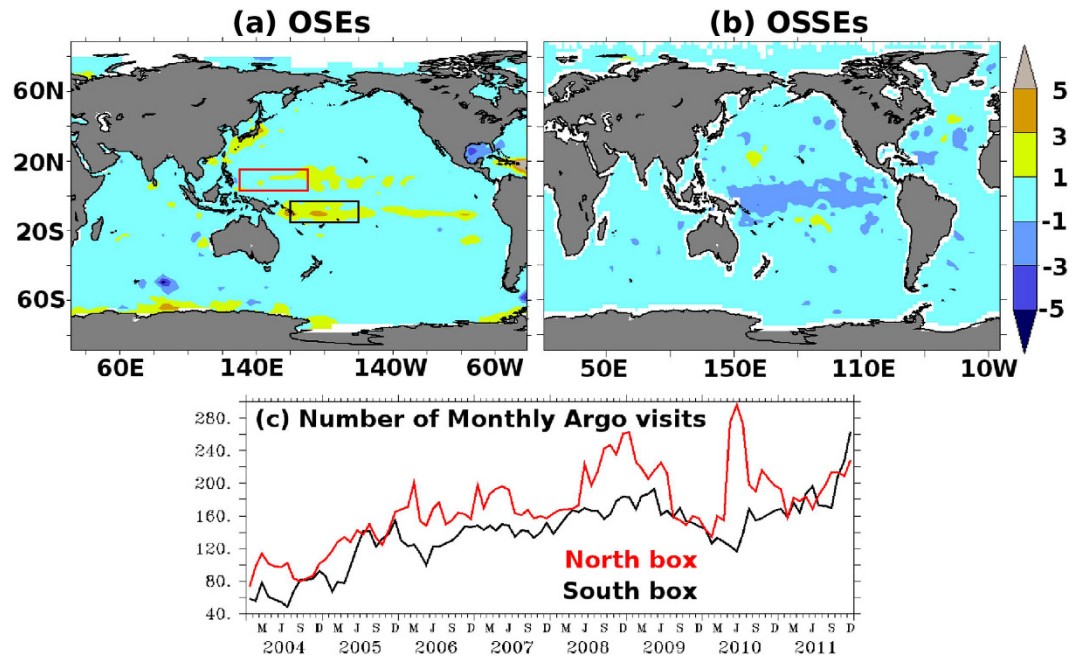 (a) OSEs (b) OSSEs
60N
20N
20S
60S
5
3
1
-1
-3
-5
60E 140E 140W 60W 50E 150E 110E 10W
(c) Number of Monthly Argo visits
280.
240.
200.
160.
120.
80.
40.
North box
South box
M J S D M J S D M J S D M J S D M J S D M J S D M J S D M J S D
2004 2005 2006 2007 2008 2009 2010 2011